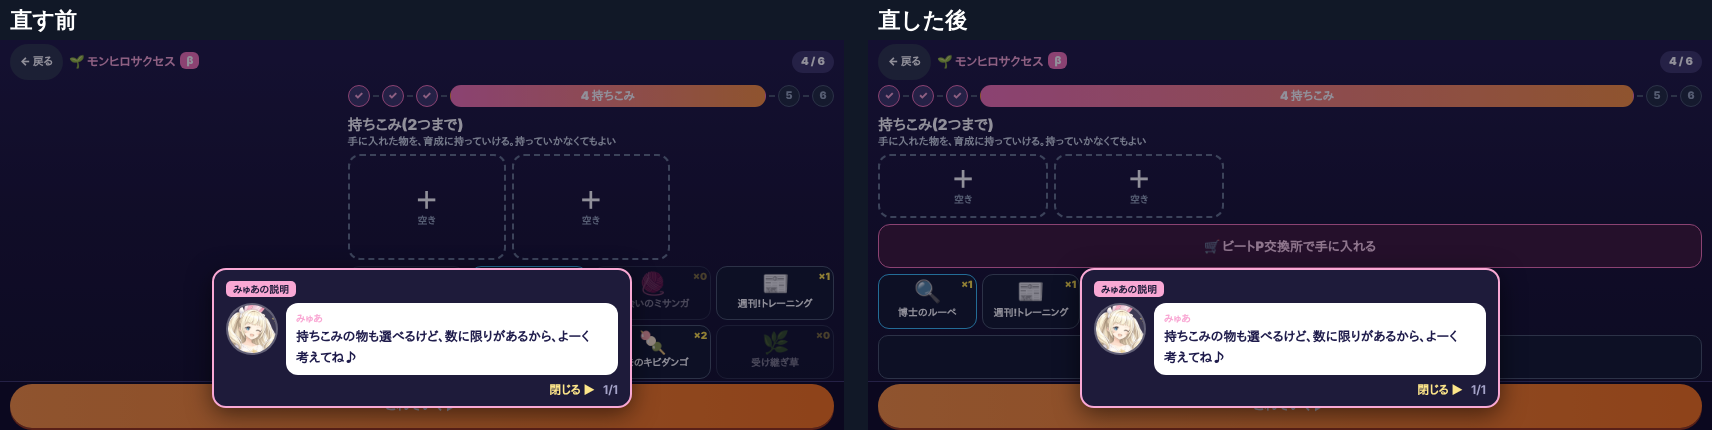 直す前
← 戻る
モンヒロサクセス β
4 / 6
4 持ちこみ
5
6
持ちこみ(2つまで)
手に入れた物を、育成に持っていける。持っていかなくてもよい
空き
空き
×0
×1
いのミサンガ
週刊!トレーニング
×2
×0
のキビダンゴ
受け継ぎ草
みゅあの説明
みゅあ
持ちこみの物も選べるけど、数に限りがあるから、よーく
考えてね♪
閉じる ▶ 1/1
直した後
← 戻る
モンヒロサクセス β
4 / 6
4 持ちこみ
5
6
持ちこみ(2つまで)
手に入れた物を、育成に持っていける。持っていかなくてもよい
空き
空き
ビートP交換所で手に入れる
×1
×1
博士のルーペ
週刊!トレーニング
みゅあの説明
みゅあ
持ちこみの物も選べるけど、数に限りがあるから、よーく
考えてね♪
閉じる ▶ 1/1